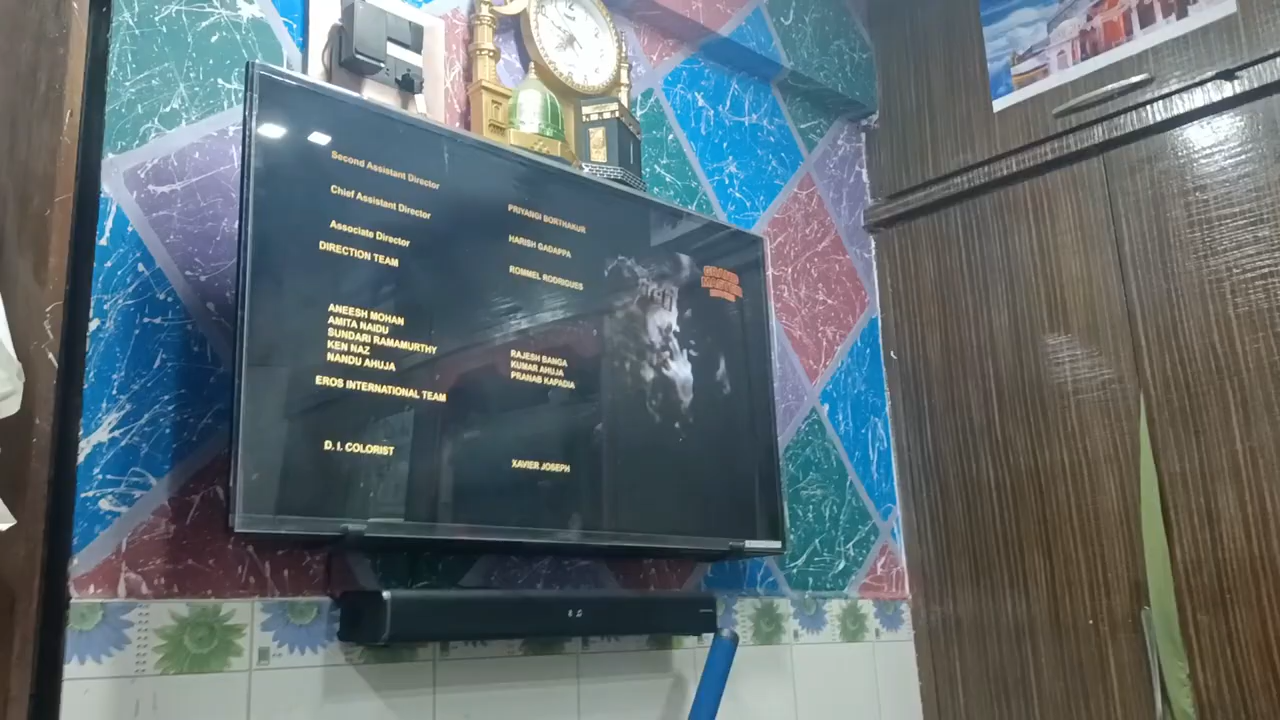 Second Assistant Director
PRIYANGI BORTHAKUR
Chief Assistant Director
HARISH GADAPPA
Associate Director
ROMMEL RODRIGUES
DIRECTION TEAM
ANEESH MOHAN
AMITA NAIDU
SUNDARI RAMAMURTHY
KEN NAZ
NANDU AHUJA
RAJESH BANGA
KUMAR AHUJA
PRANAB KAPADIA
EROS INTERNATIONAL TEAM
D. I. COLORIST
XAVIER JOSEPH
GRAND
MASTER